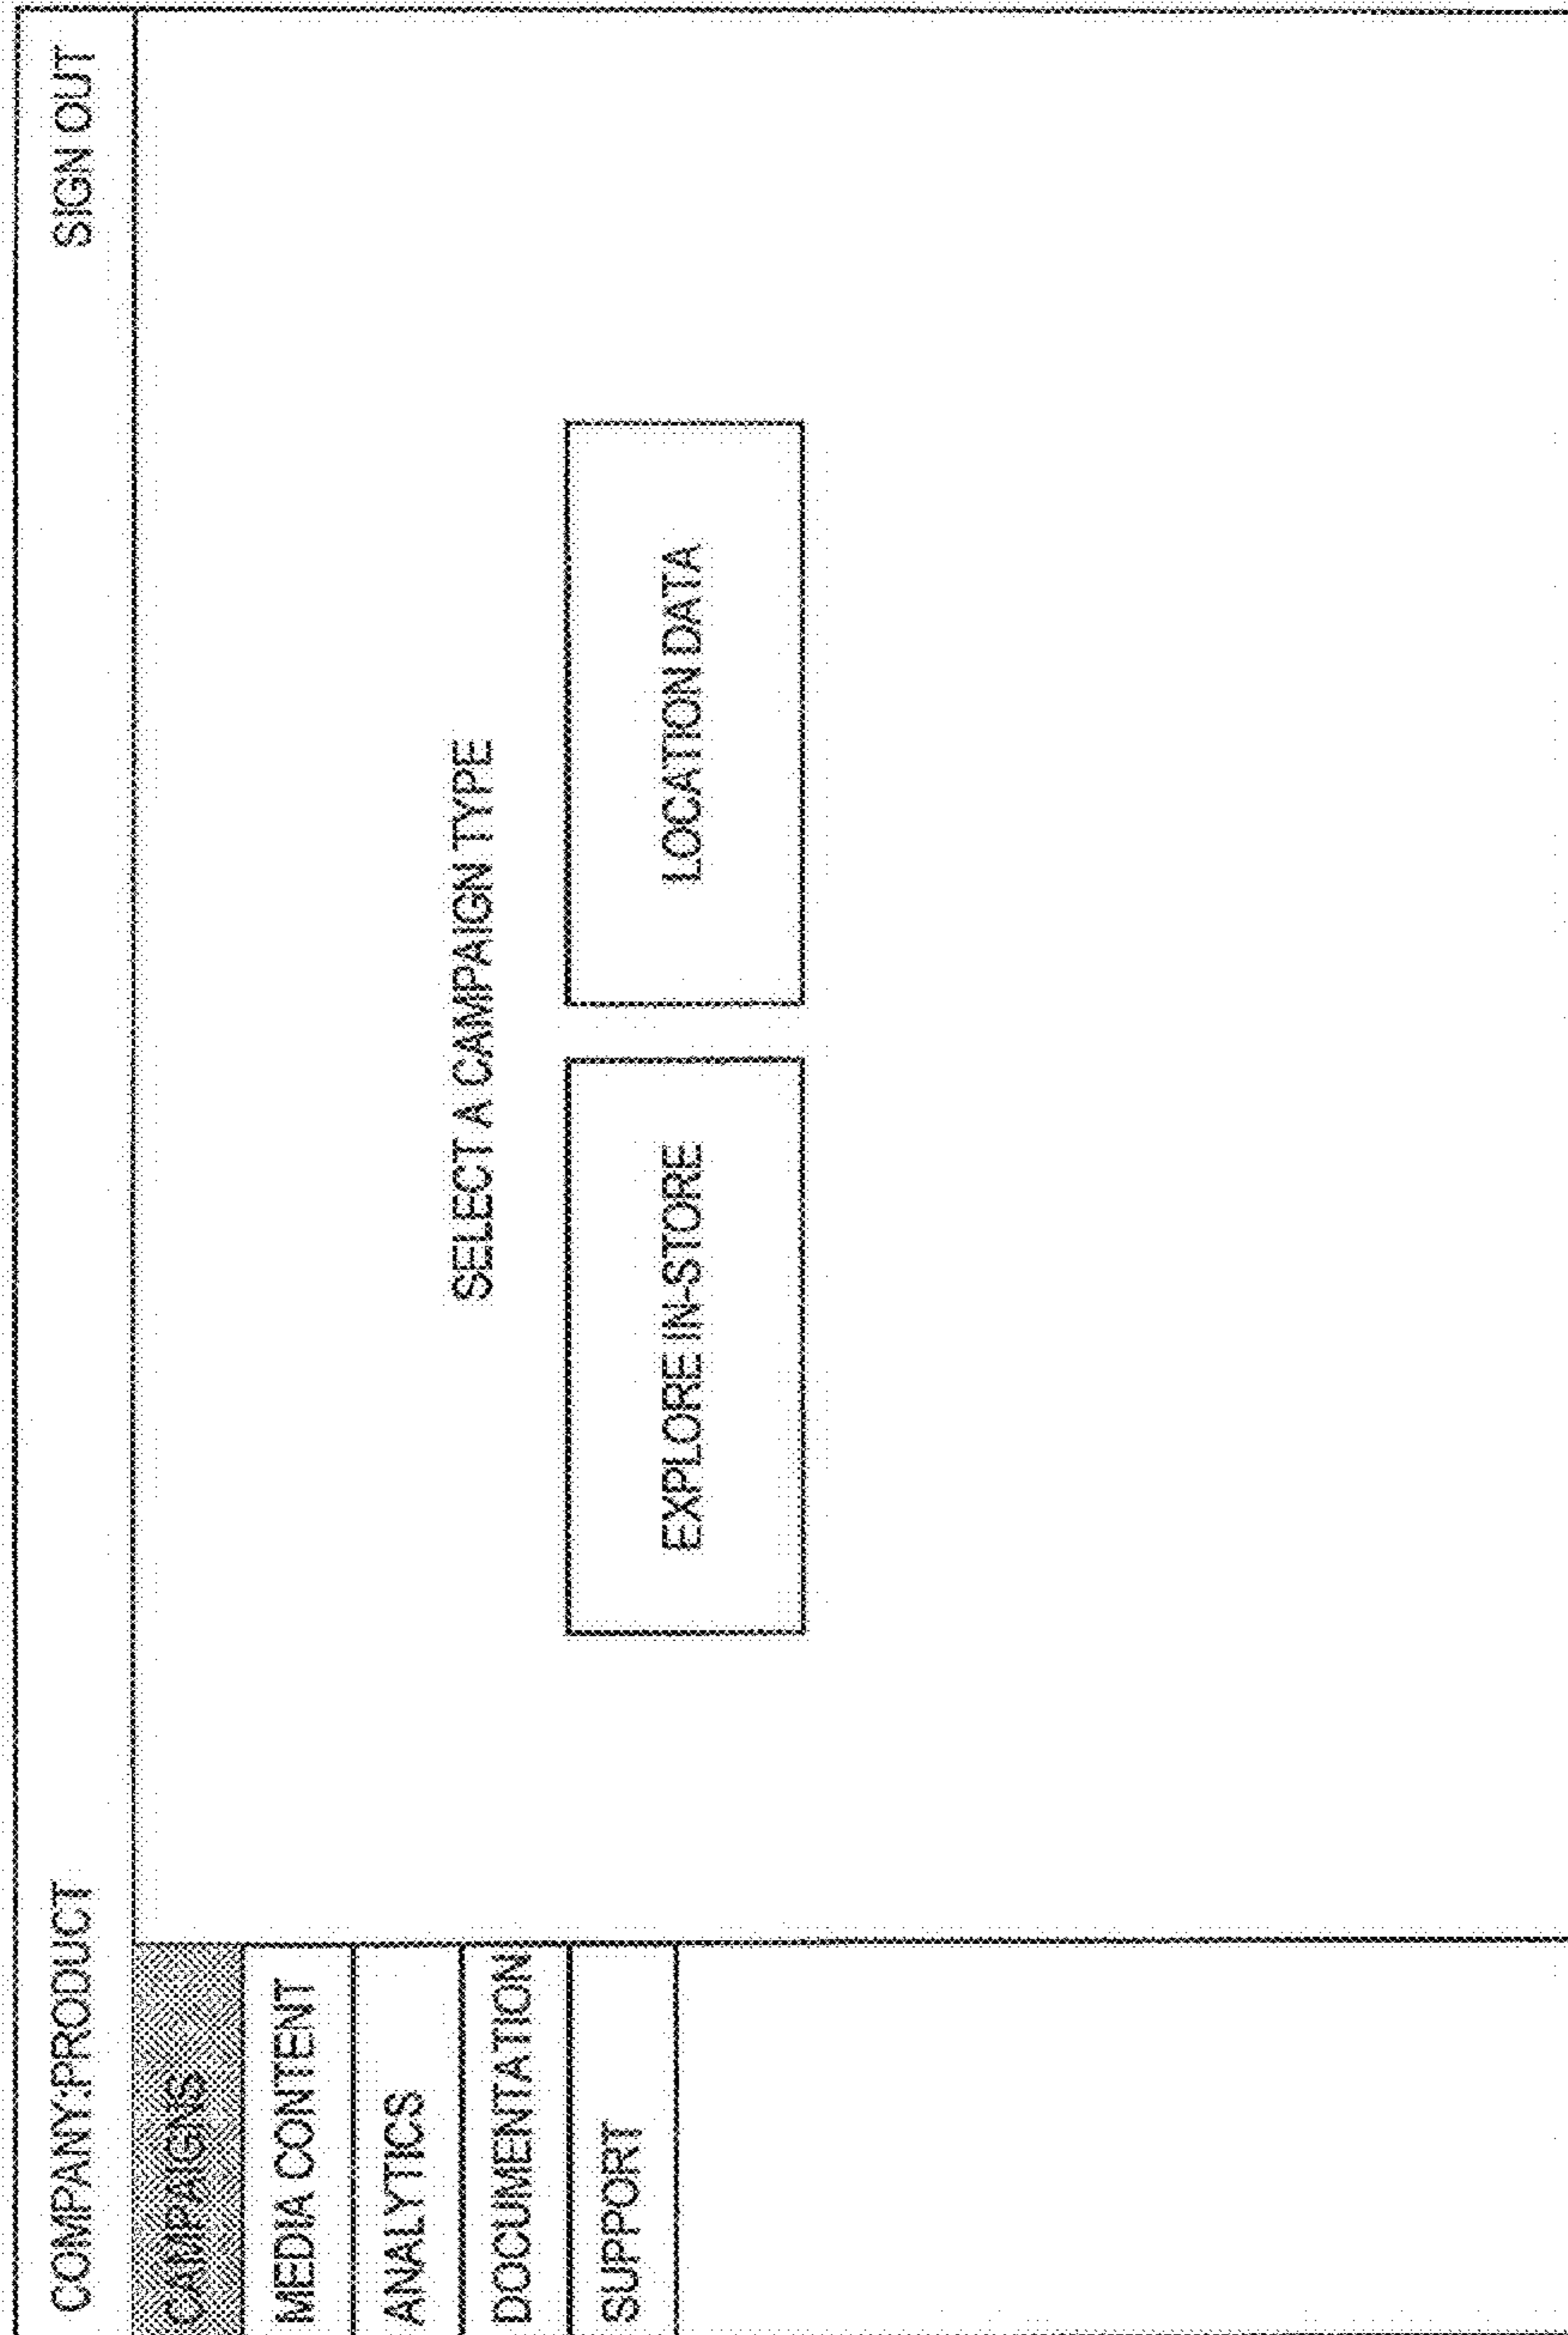 COMPANY:PRODUCT
SIGN OUT
CAMPAIGNS
MEDIA CONTENT
ANALYTICS
DOCUMENTATION
SUPPORT
SELECT A CAMPAIGN TYPE
EXPLORE IN-STORE
LOCATION DATA